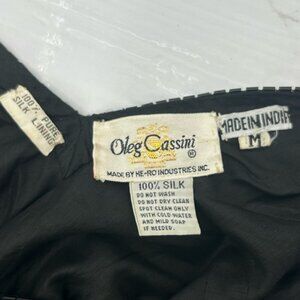 100% PURE
SILK LINING
Oleg Cassini
MADE BY HE-RO INDUSTRIES INC.
MADE IN INDIA
M
100% SILK
DO NOT WASH
DO NOT DRY CLEAN
SPOT CLEAN ONLY
WITH COLD WATER
AND MILD SOAP
IF NEEDED.